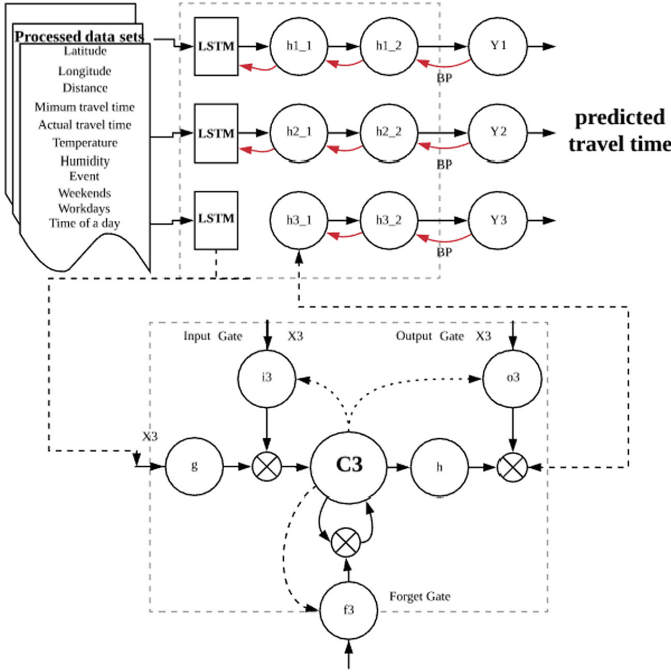 Processed data sets
Latitude
Longitude
Distance
Mimum travel time
Actual travel time
Temperature
Humidity
Event
Weekends
Workdays
Time of a day
LSTM
h1_1
h1_2
Y1
BP
LSTM
h2_1
h2_2
Y2
BP
LSTM
h3_1
h3_2
Y3
BP
predicted
travel time
Input Gate X3
Output Gate X3
i3
o3
X3
g
C3
h
f3
Forget Gate